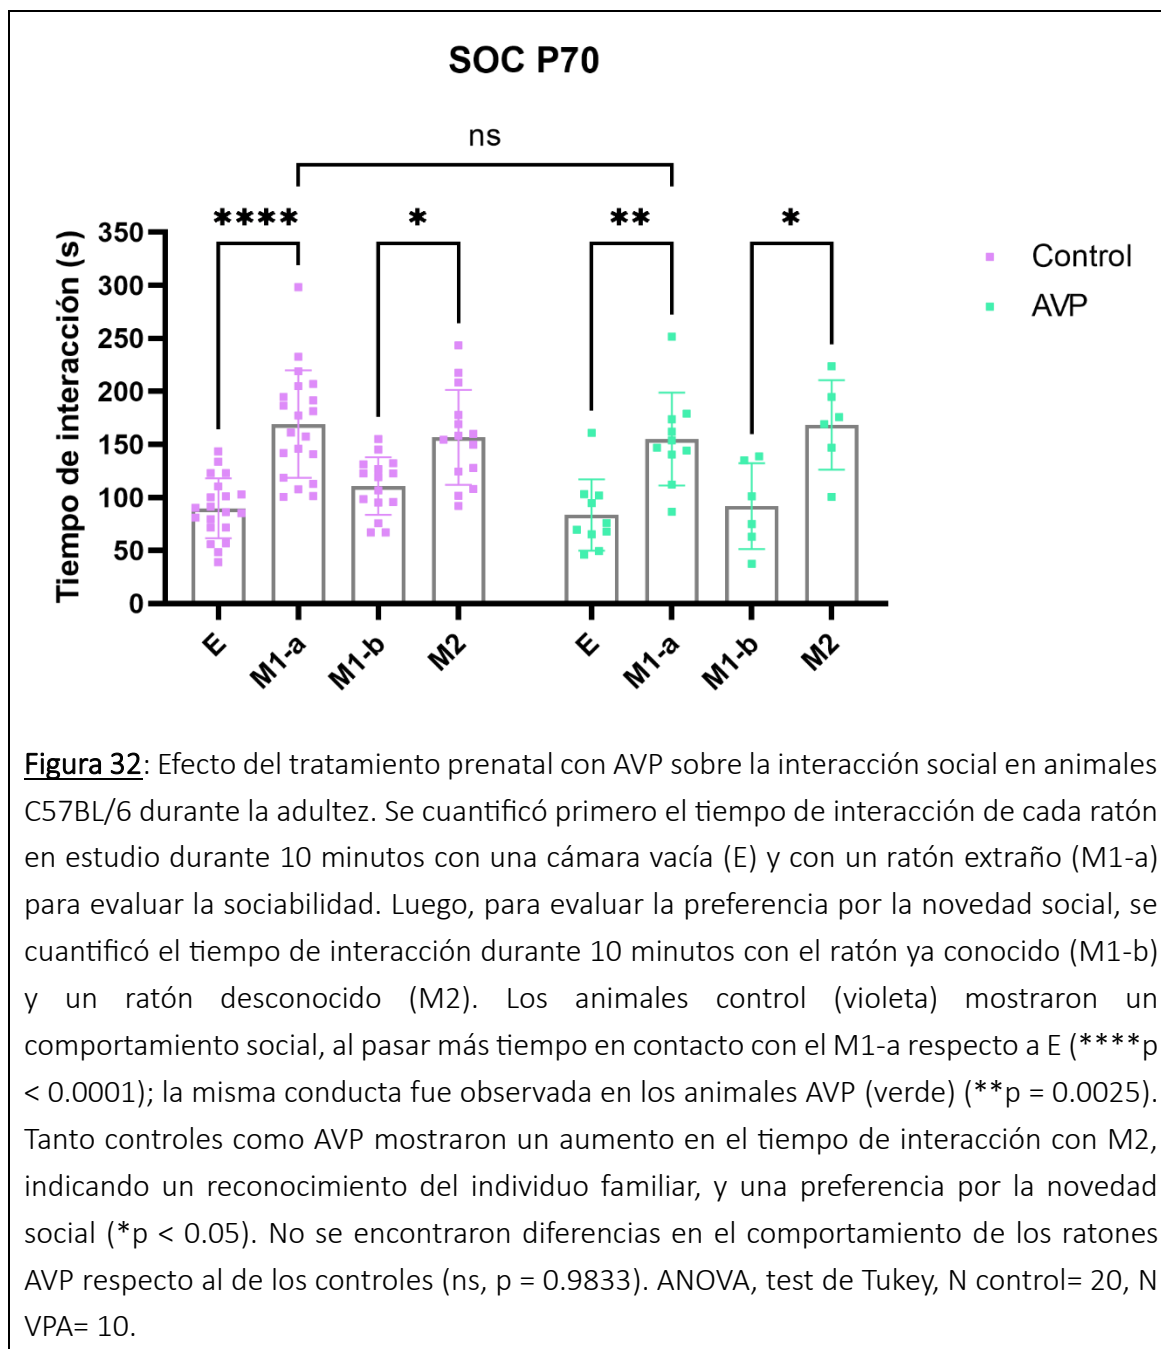 SOC P70
ns
**** * ** *
Tiempo de interacción (s)
350
300
250
200
150
100
50
0
E M1-a M1-b M2 E M1-a M1-b M2
Control
AVP
Figura 32: Efecto del tratamiento prenatal con AVP sobre la interacción social en animales
C57BL/6 durante la adultez. Se cuantificó primero el tiempo de interacción de cada ratón
en estudio durante 10 minutos con una cámara vacía (E) y con un ratón extraño (M1-a)
para evaluar la sociabilidad. Luego, para evaluar la preferencia por la novedad social, se
cuantificó el tiempo de interacción durante 10 minutos con el ratón ya conocido (M1-b)
y un ratón desconocido (M2). Los animales control (violeta) mostraron un
comportamiento social, al pasar más tiempo en contacto con el M1-a respecto a E (****p
< 0.0001); la misma conducta fue observada en los animales AVP (verde) (**p = 0.0025).
Tanto controles como AVP mostraron un aumento en el tiempo de interacción con M2,
indicando un reconocimiento del individuo familiar, y una preferencia por la novedad
social (*p < 0.05). No se encontraron diferencias en el comportamiento de los ratones
AVP respecto al de los controles (ns, p = 0.9833). ANOVA, test de Tukey, N control= 20, N
VPA= 10.